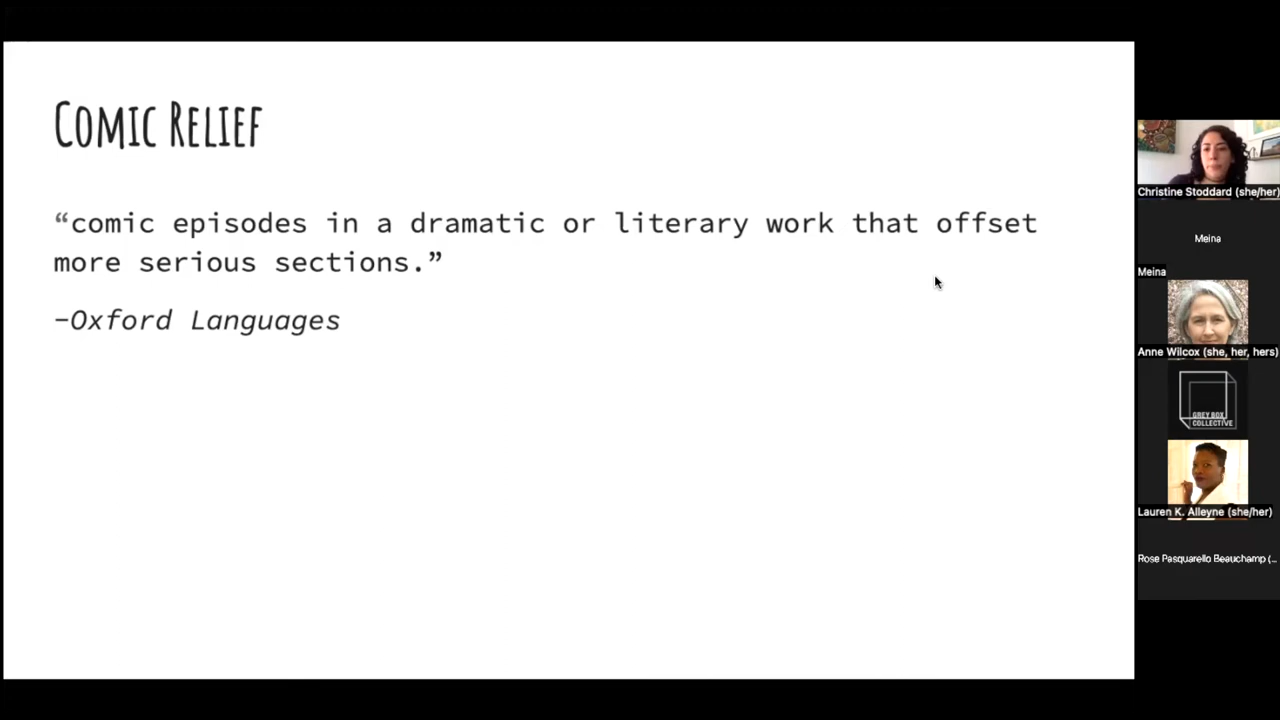 COMIC RELIEF
“comic episodes in a dramatic or literary work that offset
more serious sections.”
–Oxford Languages
Christine Stoddard (she/her)
Meina
Meina
Anne Wilcox (she, her, hers)
GREY BOX
COLLECTIVE
Lauren K. Alleyne (she/her)
Rose Pasquarello Beauchamp (...